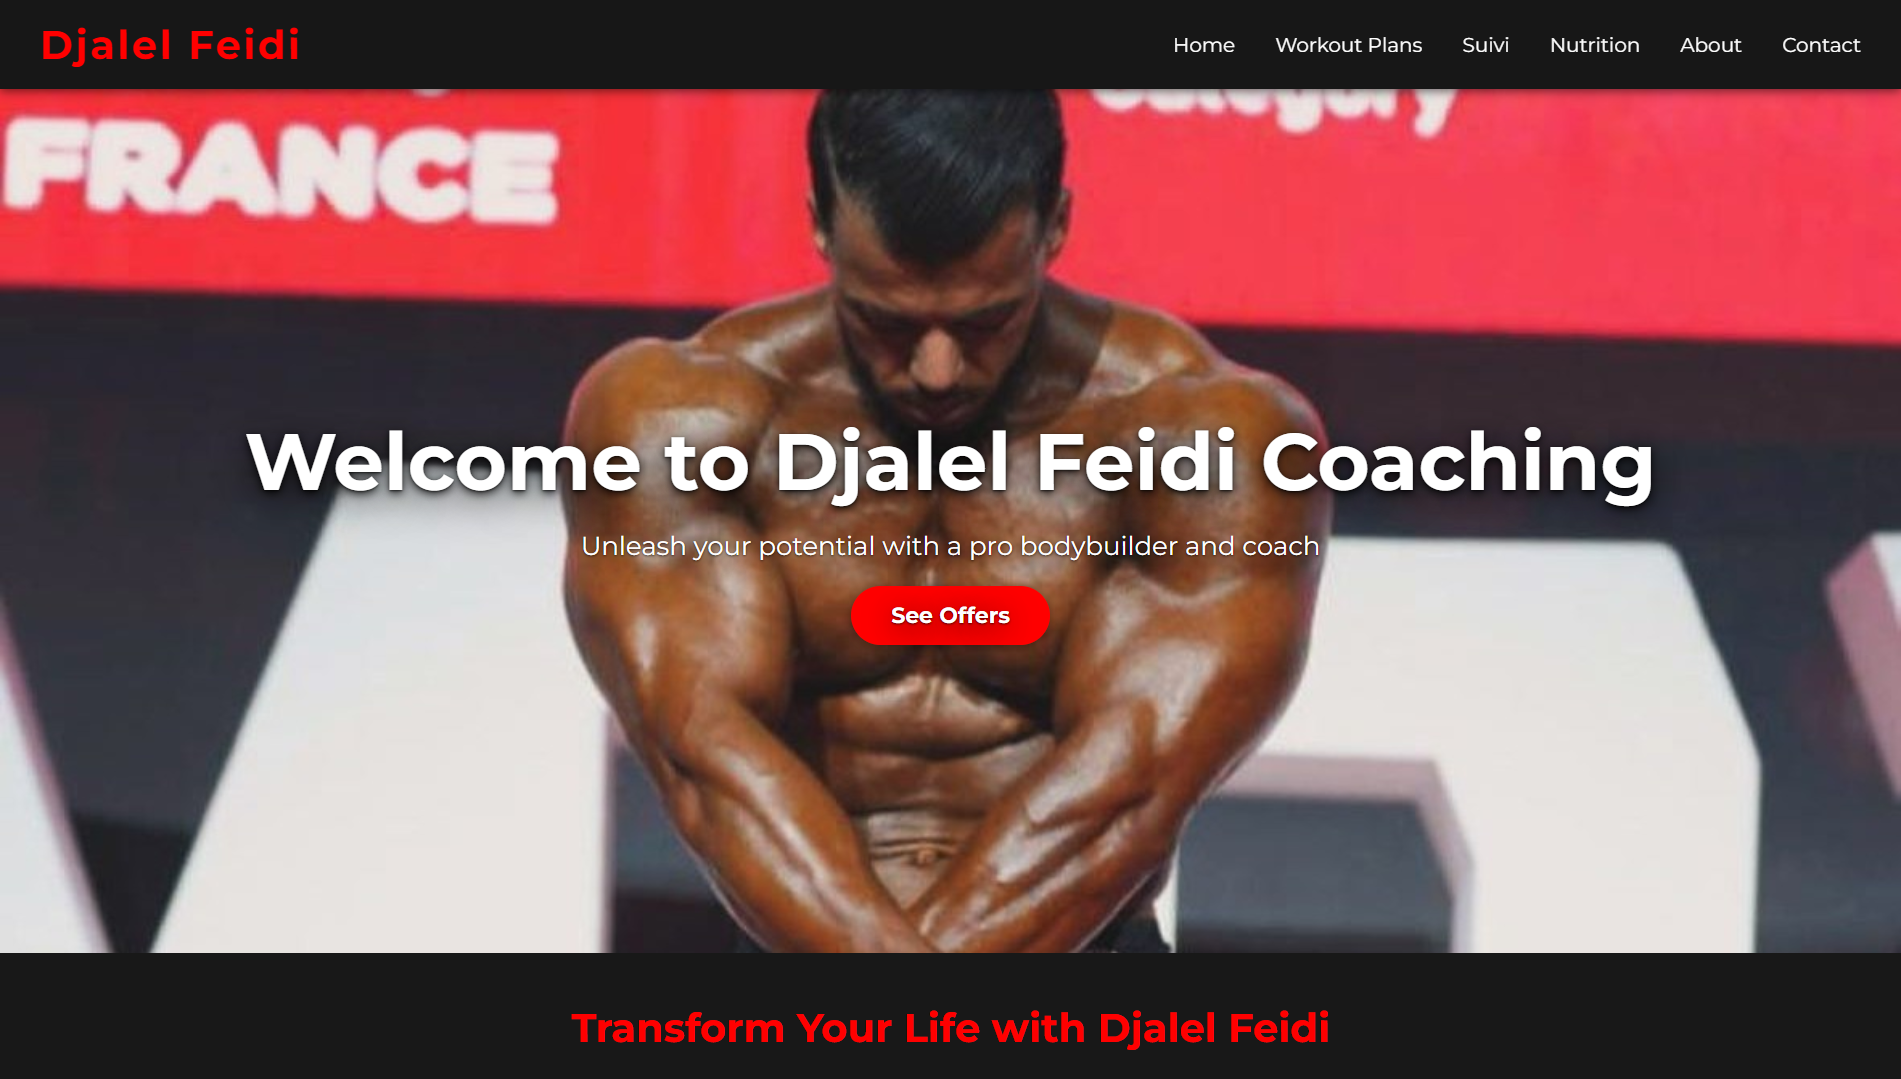 Djalel Feidi
Home Workout Plans Suivi Nutrition About Contact
FRANCE
Category
Welcome to Djalel Feidi Coaching
Unleash your potential with a pro bodybuilder and coach
See Offers
Transform Your Life with Djalel Feidi